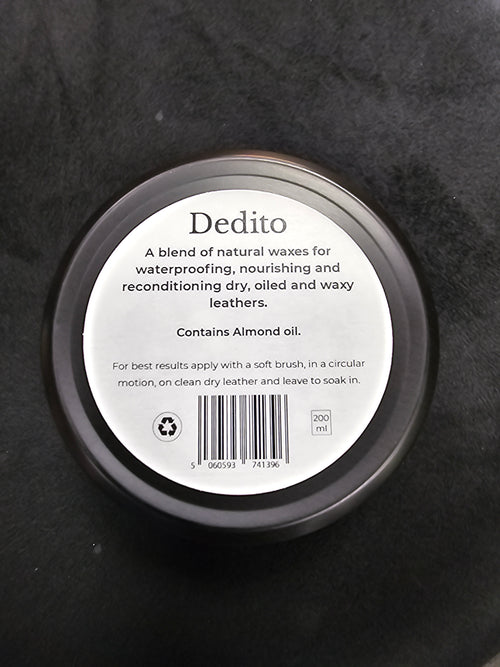 Dedito
A blend of natural waxes for
waterproofing, nourishing and
reconditioning dry, oiled and waxy
leathers.
Contains Almond oil.
For best results apply with a soft brush, in a circular
motion, on clean dry leather and leave to soak in.
200
ml
5 060593 741396